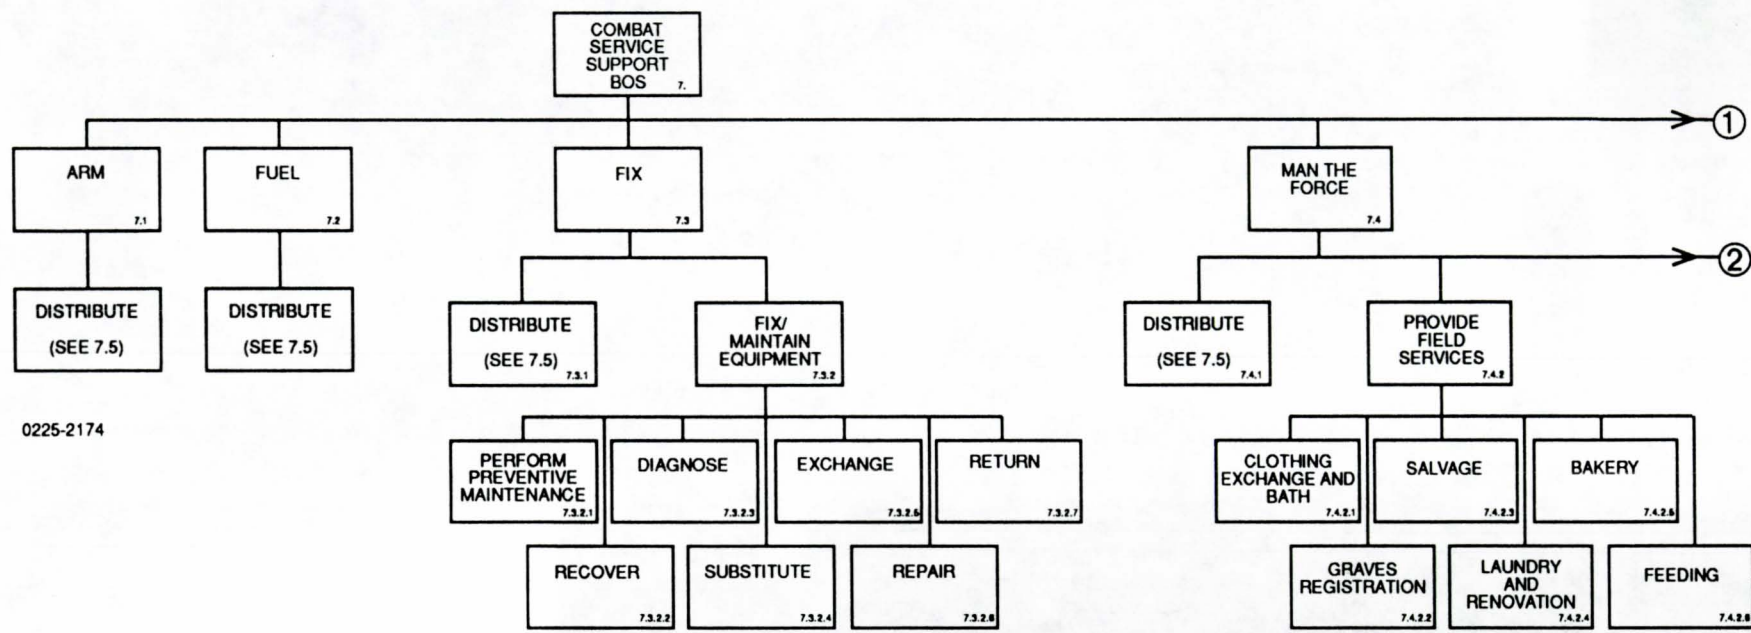 COMBAT
SERVICE
SUPPORT
BOS
7.
1
ARM
7.1
FUEL
7.2
FIX
7.3
MAN THE
FORCE
7.4
2
DISTRIBUTE
(SEE 7.5)
DISTRIBUTE
(SEE 7.5)
DISTRIBUTE
(SEE 7.5)
7.3.1
FIX/
MAINTAIN
EQUIPMENT
7.3.2
DISTRIBUTE
(SEE 7.5)
7.4.1
PROVIDE
FIELD
SERVICES
7.4.2
0225-2174
PERFORM
PREVENTIVE
MAINTENANCE
7.3.2.1
DIAGNOSE
7.3.2.3
EXCHANGE
7.3.2.5
RETURN
7.3.2.7
CLOTHING
EXCHANGE AND
BATH
7.4.2.1
SALVAGE
7.4.2.3
BAKERY
7.4.2.5
RECOVER
7.3.2.2
SUBSTITUTE
7.3.2.4
REPAIR
7.3.2.6
GRAVES
REGISTRATION
7.4.2.2
LAUNDRY
AND
RENOVATION
7.4.2.4
FEEDING
7.4.2.6